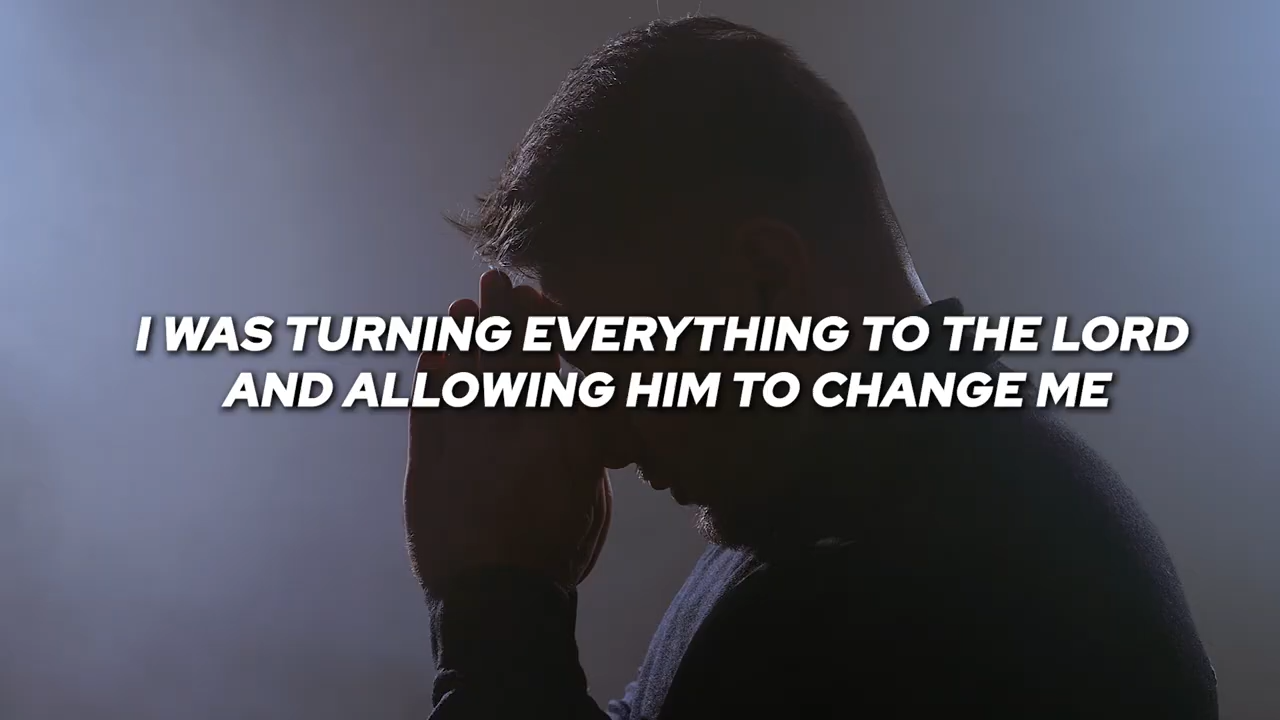 I WAS TURNING EVERYTHING TO THE LORD
AND ALLOWING HIM TO CHANGE ME